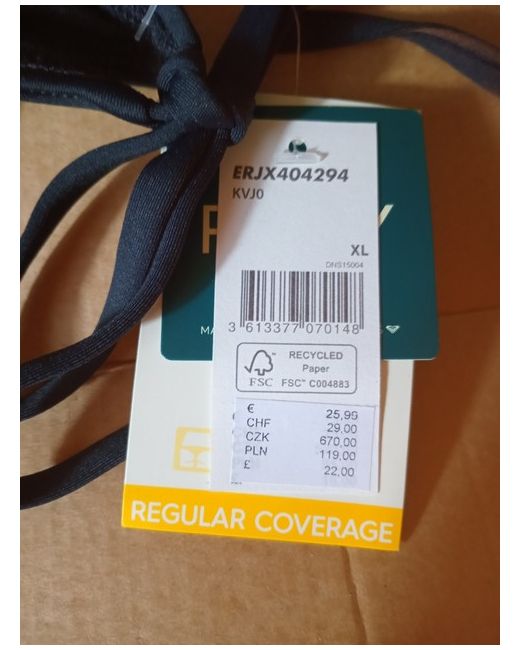 ERJX404294
KVJ0
XL
DNS15004
3 613377 070148
RECYCLED
Paper
FSC FSC™ C004883
€ 25,99
CHF 29,00
CZK 670,00
PLN 119,00
£ 22,00
REGULAR COVERAGE